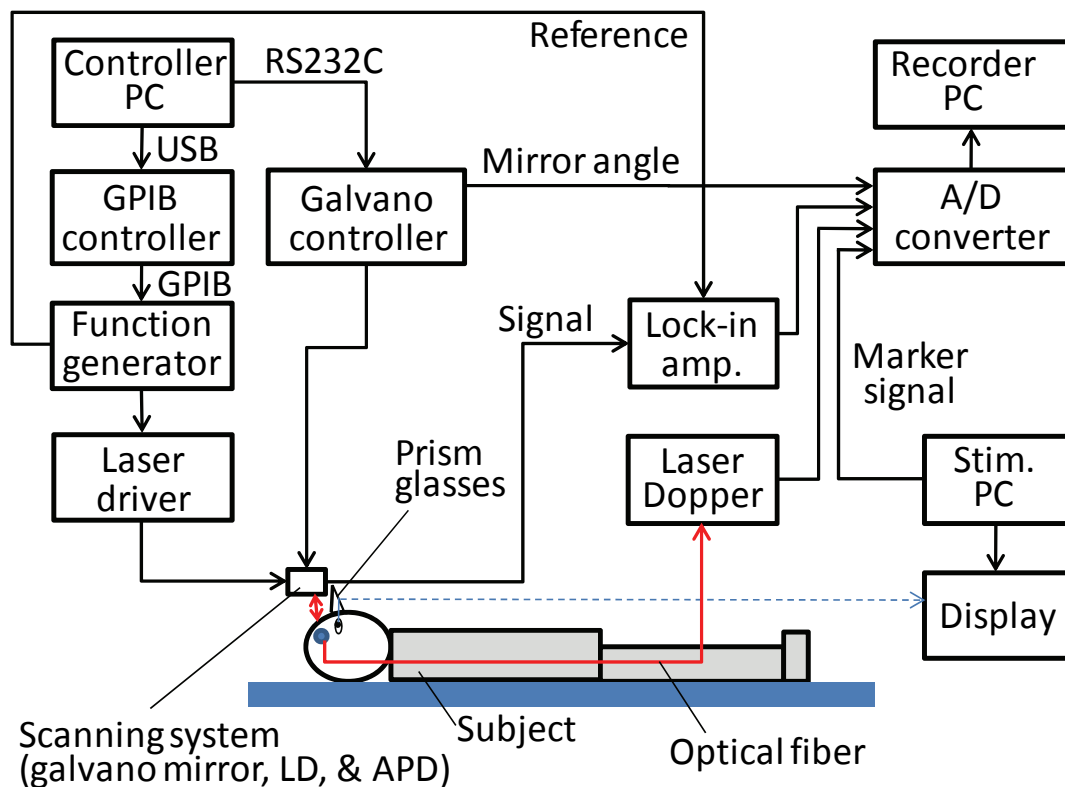 Reference
Controller
PC
RS232C
Recorder
PC
USB
Mirror angle
GPIB
controller
Galvano
controller
A/D
converter
GPIB
Function
generator
Signal
Lock-in
amp.
Marker
signal
Laser
driver
Prism
glasses
Laser
Dopper
Stim.
PC
Display
Scanning system
(galvano mirror, LD, & APD)
Subject
Optical fiber